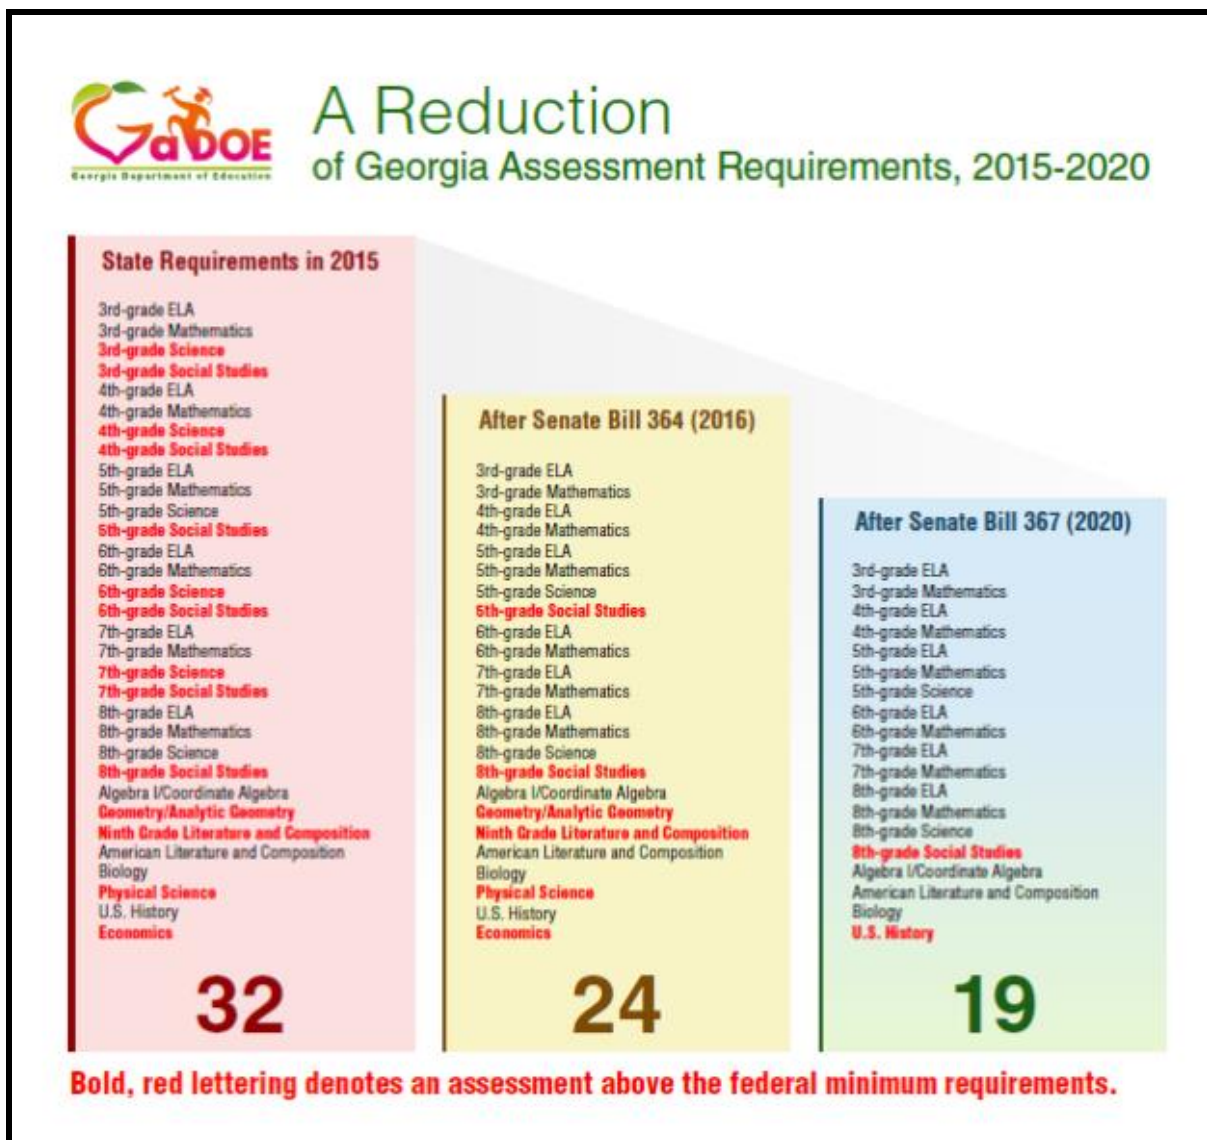 GaDOE
Georgia Department of Education
A Reduction
of Georgia Assessment Requirements, 2015-2020
State Requirements in 2015
3rd-grade ELA
3rd-grade Mathematics
3rd-grade Science
3rd-grade Social Studies
4th-grade ELA
4th-grade Mathematics
4th-grade Science
4th-grade Social Studies
5th-grade ELA
5th-grade Mathematics
5th-grade Science
5th-grade Social Studies
6th-grade ELA
6th-grade Mathematics
6th-grade Science
6th-grade Social Studies
7th-grade ELA
7th-grade Mathematics
7th-grade Science
7th-grade Social Studies
8th-grade ELA
8th-grade Mathematics
8th-grade Science
8th-grade Social Studies
Algebra I/Coordinate Algebra
Geometry/Analytic Geometry
Ninth Grade Literature and Composition
American Literature and Composition
Biology
Physical Science
U.S. History
Economics
32
After Senate Bill 364 (2016)
3rd-grade ELA
3rd-grade Mathematics
4th-grade ELA
4th-grade Mathematics
5th-grade ELA
5th-grade Mathematics
5th-grade Science
5th-grade Social Studies
6th-grade ELA
6th-grade Mathematics
7th-grade ELA
7th-grade Mathematics
8th-grade ELA
8th-grade Mathematics
8th-grade Science
8th-grade Social Studies
Algebra I/Coordinate Algebra
Geometry/Analytic Geometry
Ninth Grade Literature and Composition
American Literature and Composition
Biology
Physical Science
U.S. History
Economics
24
After Senate Bill 367 (2020)
3rd-grade ELA
3rd-grade Mathematics
4th-grade ELA
4th-grade Mathematics
5th-grade ELA
5th-grade Mathematics
5th-grade Science
6th-grade ELA
6th-grade Mathematics
7th-grade ELA
7th-grade Mathematics
8th-grade ELA
8th-grade Mathematics
8th-grade Science
8th-grade Social Studies
Algebra I/Coordinate Algebra
American Literature and Composition
Biology
U.S. History
19
Bold, red lettering denotes an assessment above the federal minimum requirements.